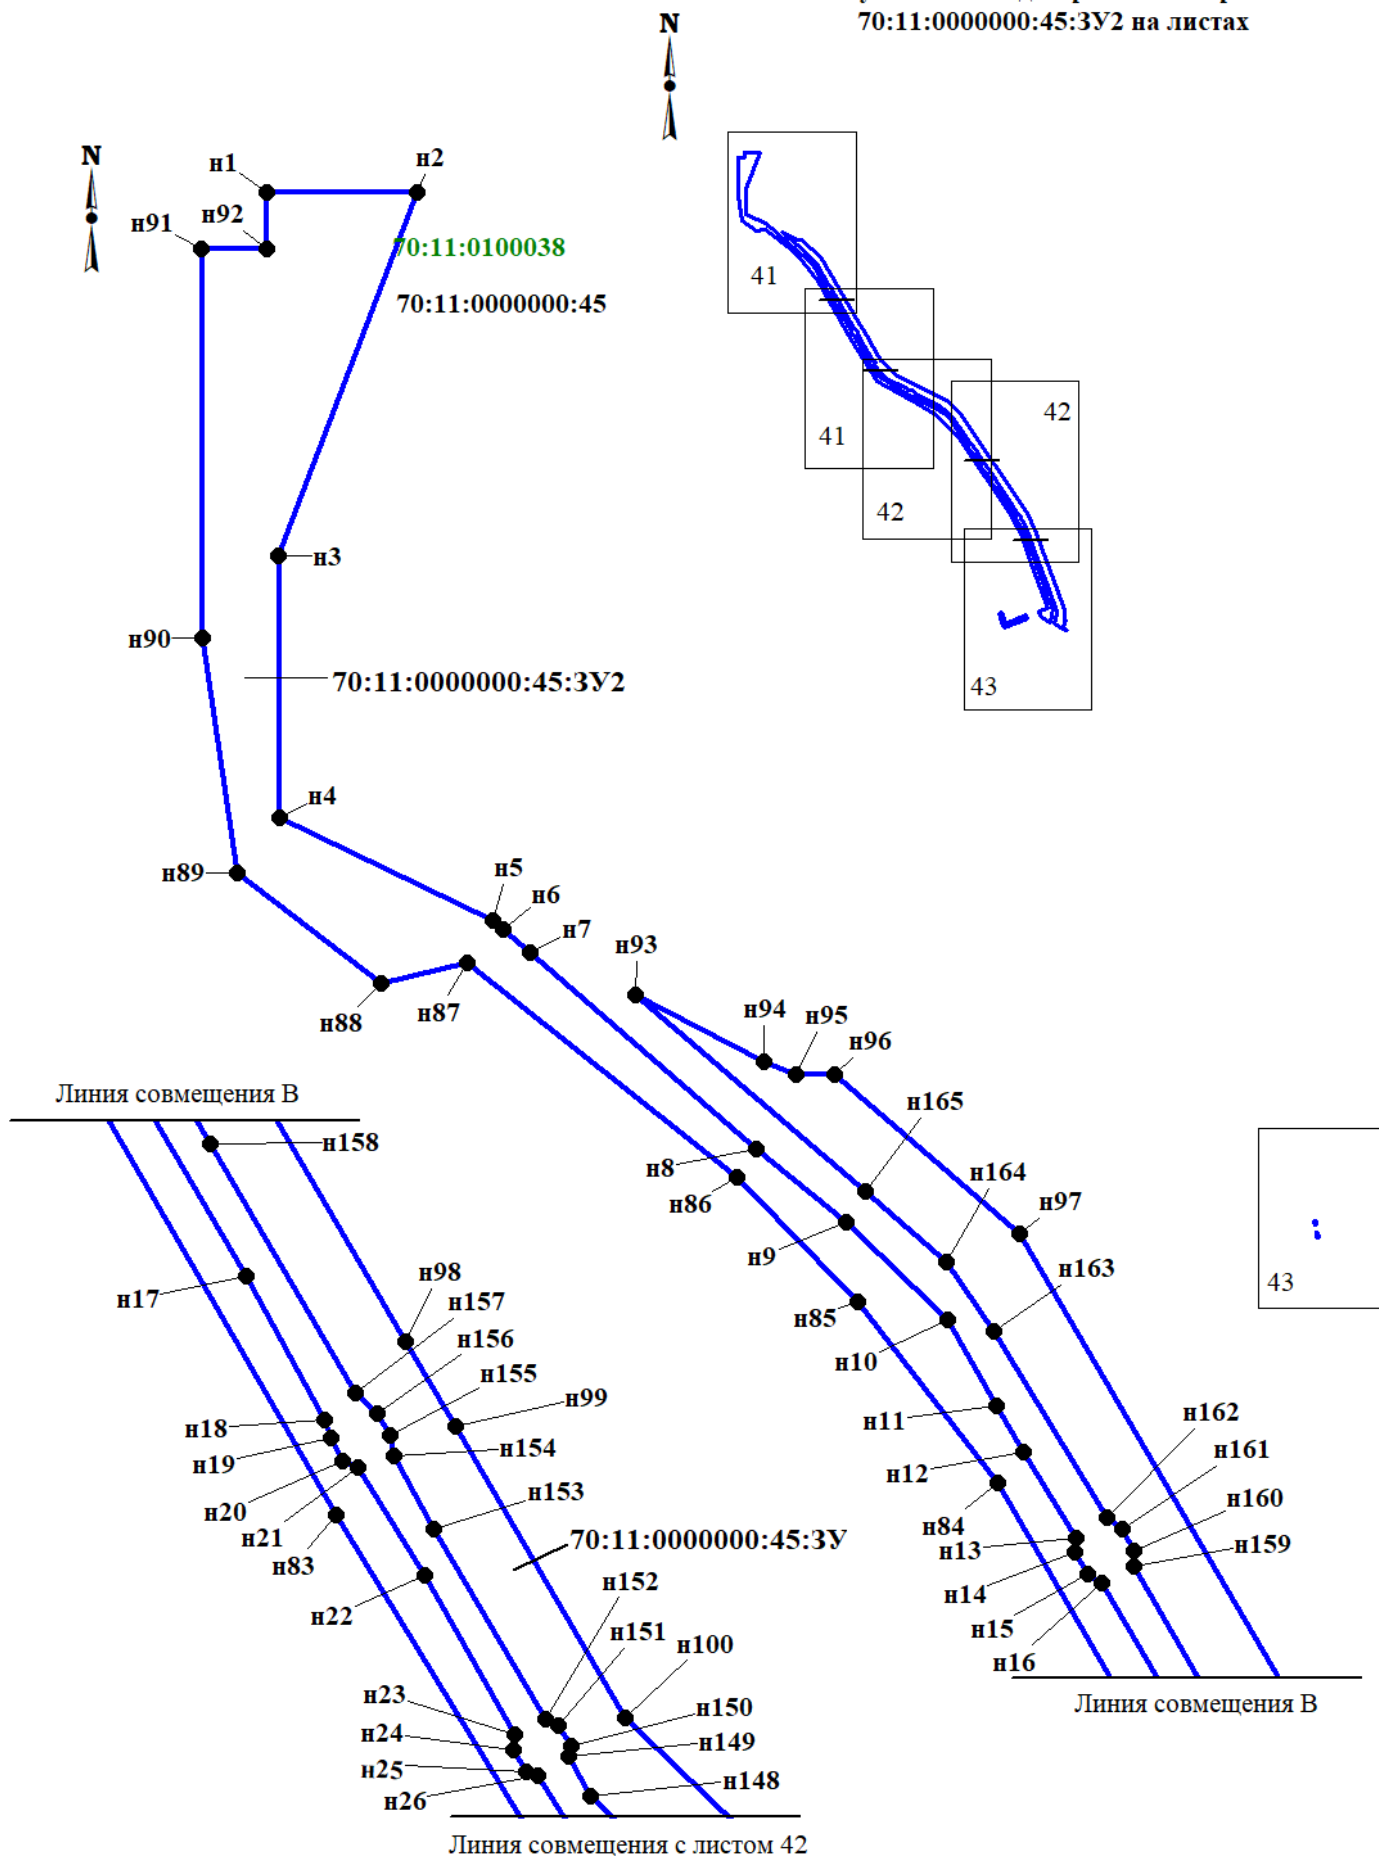 70:11:0000000:45:ЗУ2 на листах
N
N
н1
н2
н91
н92
70:11:0100038
70:11:0000000:45
41
41
42
42
43
н3
н90
70:11:0000000:45:ЗУ2
н4
н89
н5
н6
н7
н93
н88
н87
н94
н95
н96
Линия совмещения В
н158
н165
н8
н164
н86
н97
н9
н163
н17
н98
н157
н156
н155
н85
43
н10
н18
н99
н11
н162
н19
н154
н12
н161
н20
н153
н160
н21
н84
н83
70:11:0000000:45:ЗУ
н13
н159
н14
н22
н152
н151
н100
н15
н16
н23
н150
Линия совмещения В
н24
н149
н25
н148
н26
Линия совмещения с листом 42